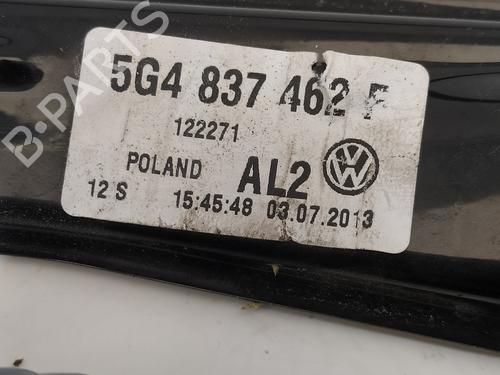 B-PARTS
5G4 837 462 F
122271
POLAND AL2
12 S 15:45:48 03.07.2013